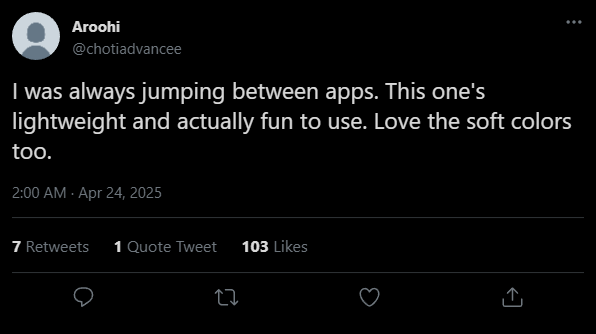 Aroohi
@chotiadvancee
I was always jumping between apps. This one's
lightweight and actually fun to use. Love the soft colors
too.
2:00 AM · Apr 24, 2025
7 Retweets 1 Quote Tweet 103 Likes